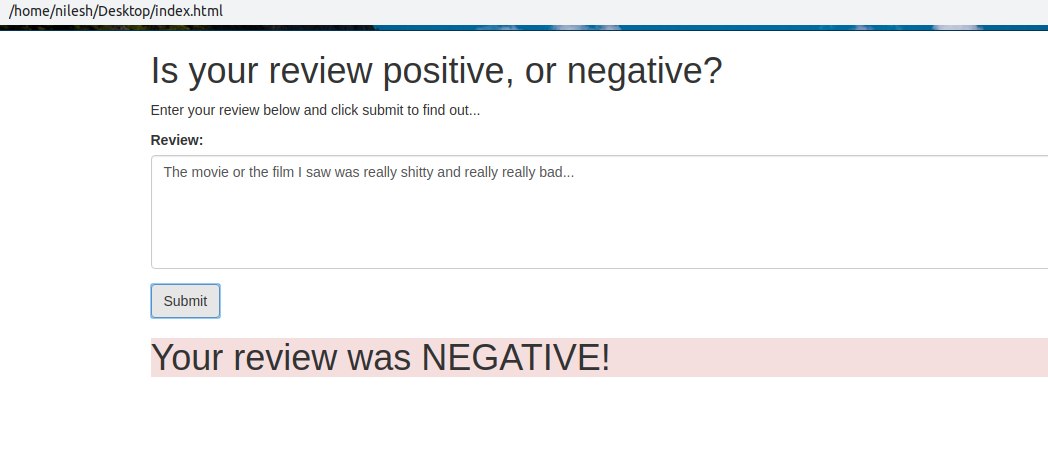 /home/nilesh/Desktop/index.html
Is your review positive, or negative?
Enter your review below and click submit to find out...
Review:
The movie or the film I saw was really shitty and really really bad...
Submit
Your review was NEGATIVE!